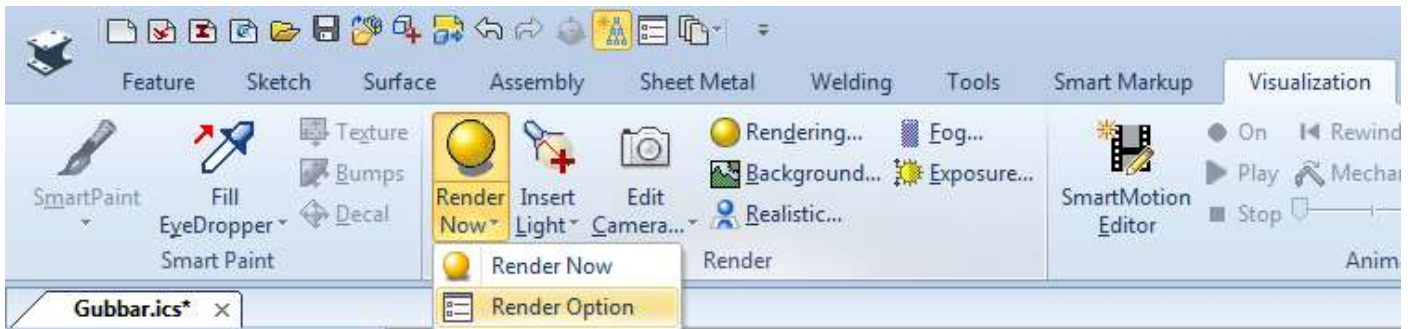 Feature Sketch Surface Assembly Sheet Metal Welding Tools Smart Markup Visualization
SmartPaint
Fill
EyeDropper
Texture
Bumps
Decal
Smart Paint
Render
Now
Insert
Light
Edit
Camera...
Rendering...
Background...
Realistic...
Fog...
Exposure...
Render
SmartMotion
Editor
On Rewind
Play Mechar
Stop
Anim
Render Now
Render Option
Gubbar.ics*